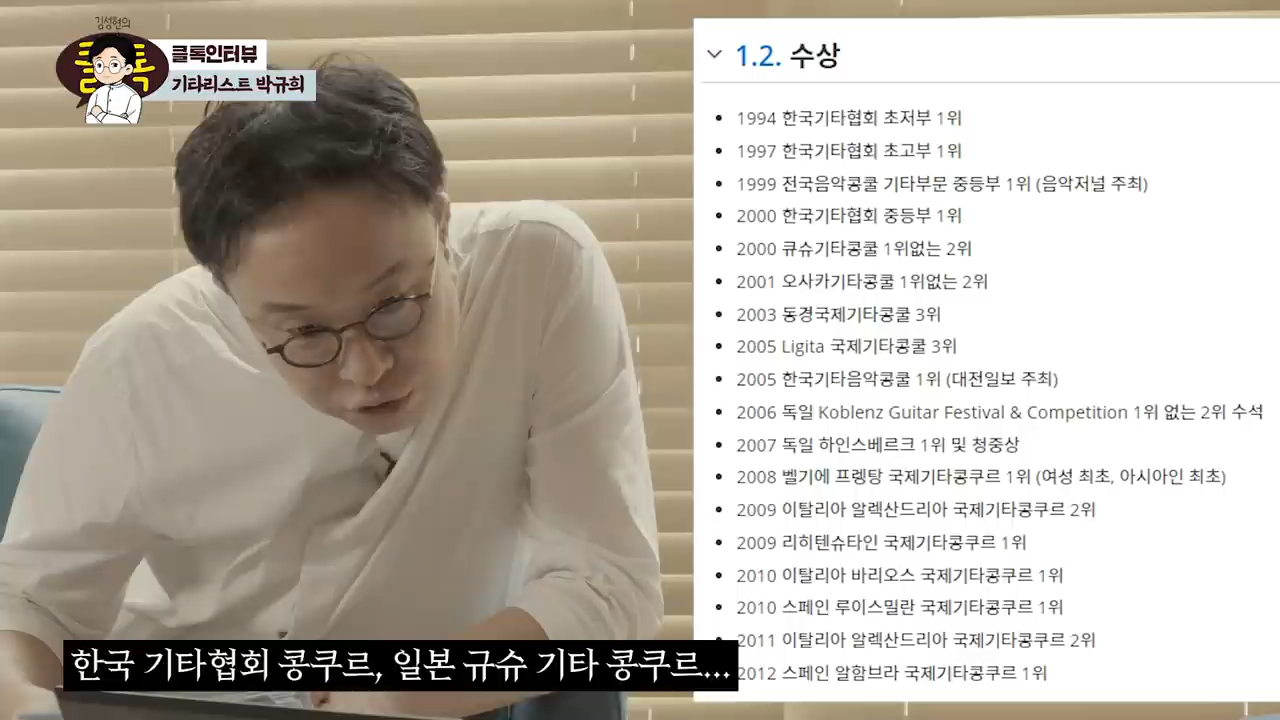 김성현의
클톡
클톡인터뷰
기타리스트 박규희
1.2. 수상
1994 한국기타협회 초저부 1위
1997 한국기타협회 초고부 1위
1999 전국음악콩쿨 기타부문 중등부 1위 (음악저널 주최)
2000 한국기타협회 중등부 1위
2000 큐슈기타콩쿨 1위없는 2위
2001 오사카기타콩쿨 1위없는 2위
2003 동경국제기타콩쿨 3위
2005 Ligita 국제기타콩쿨 3위
2005 한국기타음악콩쿨 1위 (대전일보 주최)
2006 독일 Koblenz Guitar Festival & Competition 1위 없는 2위 수석
2007 독일 하인스베르크 1위 및 청중상
2008 벨기에 프렝탕 국제기타콩쿠르 1위 (여성 최초, 아시아인 최초)
2009 이탈리아 알렉산드리아 국제기타콩쿠르 2위
2009 리히텐슈타인 국제기타콩쿠르 1위
2010 이탈리아 바리오스 국제기타콩쿠르 1위
2010 스페인 루이스밀란 국제기타콩쿠르 1위
2011 이탈리아 알렉산드리아 국제기타콩쿠르 2위
2012 스페인 알함브라 국제기타콩쿠르 1위
한국 기타협회 콩쿠르, 일본 규슈 기타 콩쿠르...